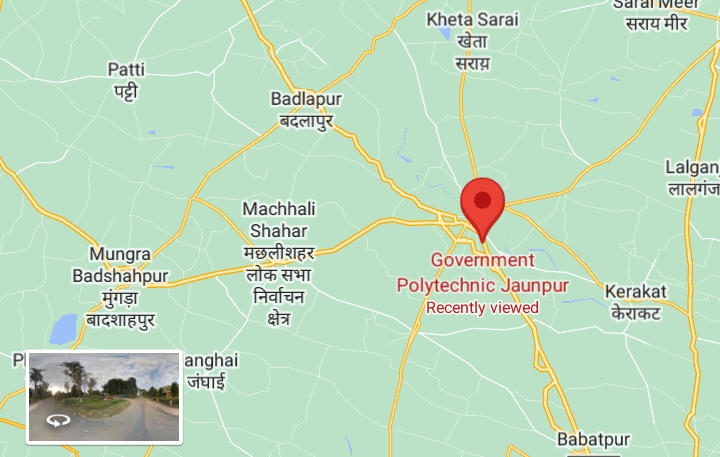 Sarai Meer
सराय मीर
Kheta Sarai
खेता
सराय़
Patti
पट्टी
Badlapur
बदलापुर
Lalganj
लालगंज
Machhali
Shahar
मछलीशहर
लोक सभा
निर्वाचन
क्षेत्र
Mungra
Badshahpur
मुंगड़ा
बादशाहपुर
Government
Polytechnic Jaunpur
Recently viewed
Kerakat
केराकट
anghai
जंघाई
Babatpur